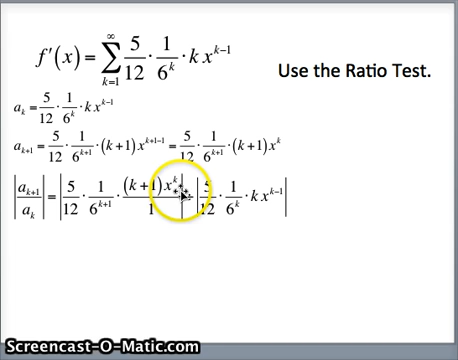 f′(x) = ∑_{k=1}^{∞} 5/12 · 1/6^k · k x^{k−1}
Use the Ratio Test.
a_k = 5/12 · 1/6^k · k x^{k−1}
a_{k+1} = 5/12 · 1/6^{k+1} · (k+1) x^{k+1−1} = 5/12 · 1/6^{k+1} · (k+1) x^k
|a_{k+1}/a_k| = |5/12 · 1/6^{k+1} · (k+1) x^k/1| ÷ |5/12 · 1/6^k · k x^{k−1}|
Screencast-O-Matic.com